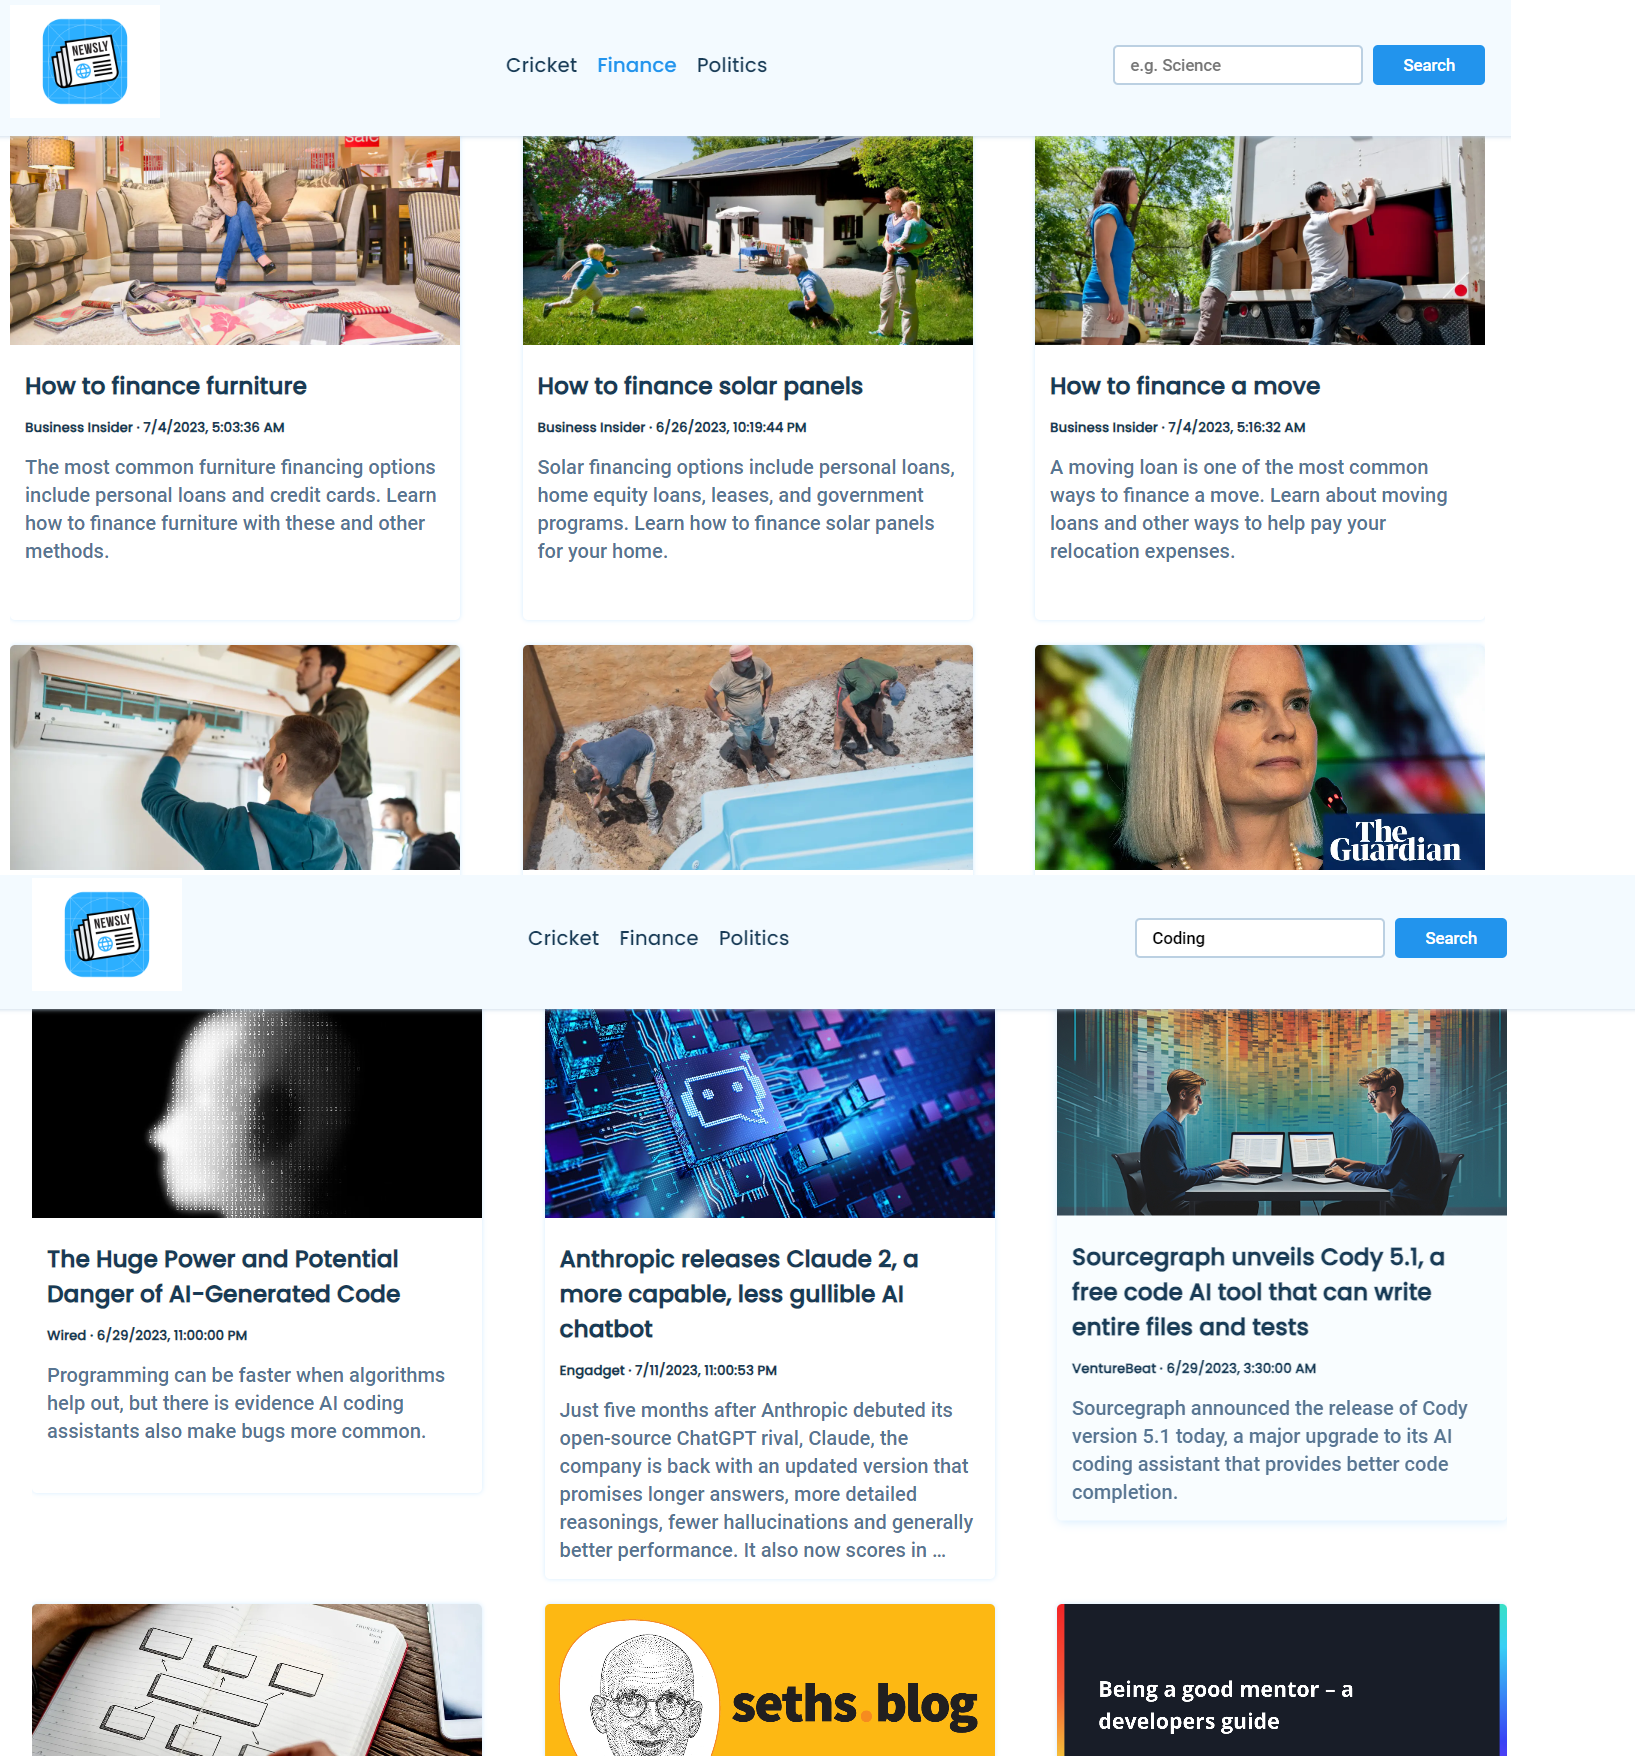 NEWSLY
Cricket Finance Politics
e.g. Science
Search
sale
How to finance furniture
Business Insider · 7/4/2023, 5:03:36 AM
The most common furniture financing options
include personal loans and credit cards. Learn
how to finance furniture with these and other
methods.
How to finance solar panels
Business Insider · 6/26/2023, 10:19:44 PM
Solar financing options include personal loans,
home equity loans, leases, and government
programs. Learn how to finance solar panels
for your home.
How to finance a move
Business Insider · 7/4/2023, 5:16:32 AM
A moving loan is one of the most common
ways to finance a move. Learn about moving
loans and other ways to help pay your
relocation expenses.
The
Guardian
NEWSLY
Cricket Finance Politics
Coding
Search
The Huge Power and Potential
Danger of AI-Generated Code
Wired · 6/29/2023, 11:00:00 PM
Programming can be faster when algorithms
help out, but there is evidence AI coding
assistants also make bugs more common.
Anthropic releases Claude 2, a
more capable, less gullible AI
chatbot
Engadget · 7/11/2023, 11:00:53 PM
Just five months after Anthropic debuted its
open-source ChatGPT rival, Claude, the
company is back with an updated version that
promises longer answers, more detailed
reasonings, fewer hallucinations and generally
better performance. It also now scores in …
Sourcegraph unveils Cody 5.1, a
free code AI tool that can write
entire files and tests
VentureBeat · 6/29/2023, 3:30:00 AM
Sourcegraph announced the release of Cody
version 5.1 today, a major upgrade to its AI
coding assistant that provides better code
completion.
seths.blog
Being a good mentor – a
developers guide